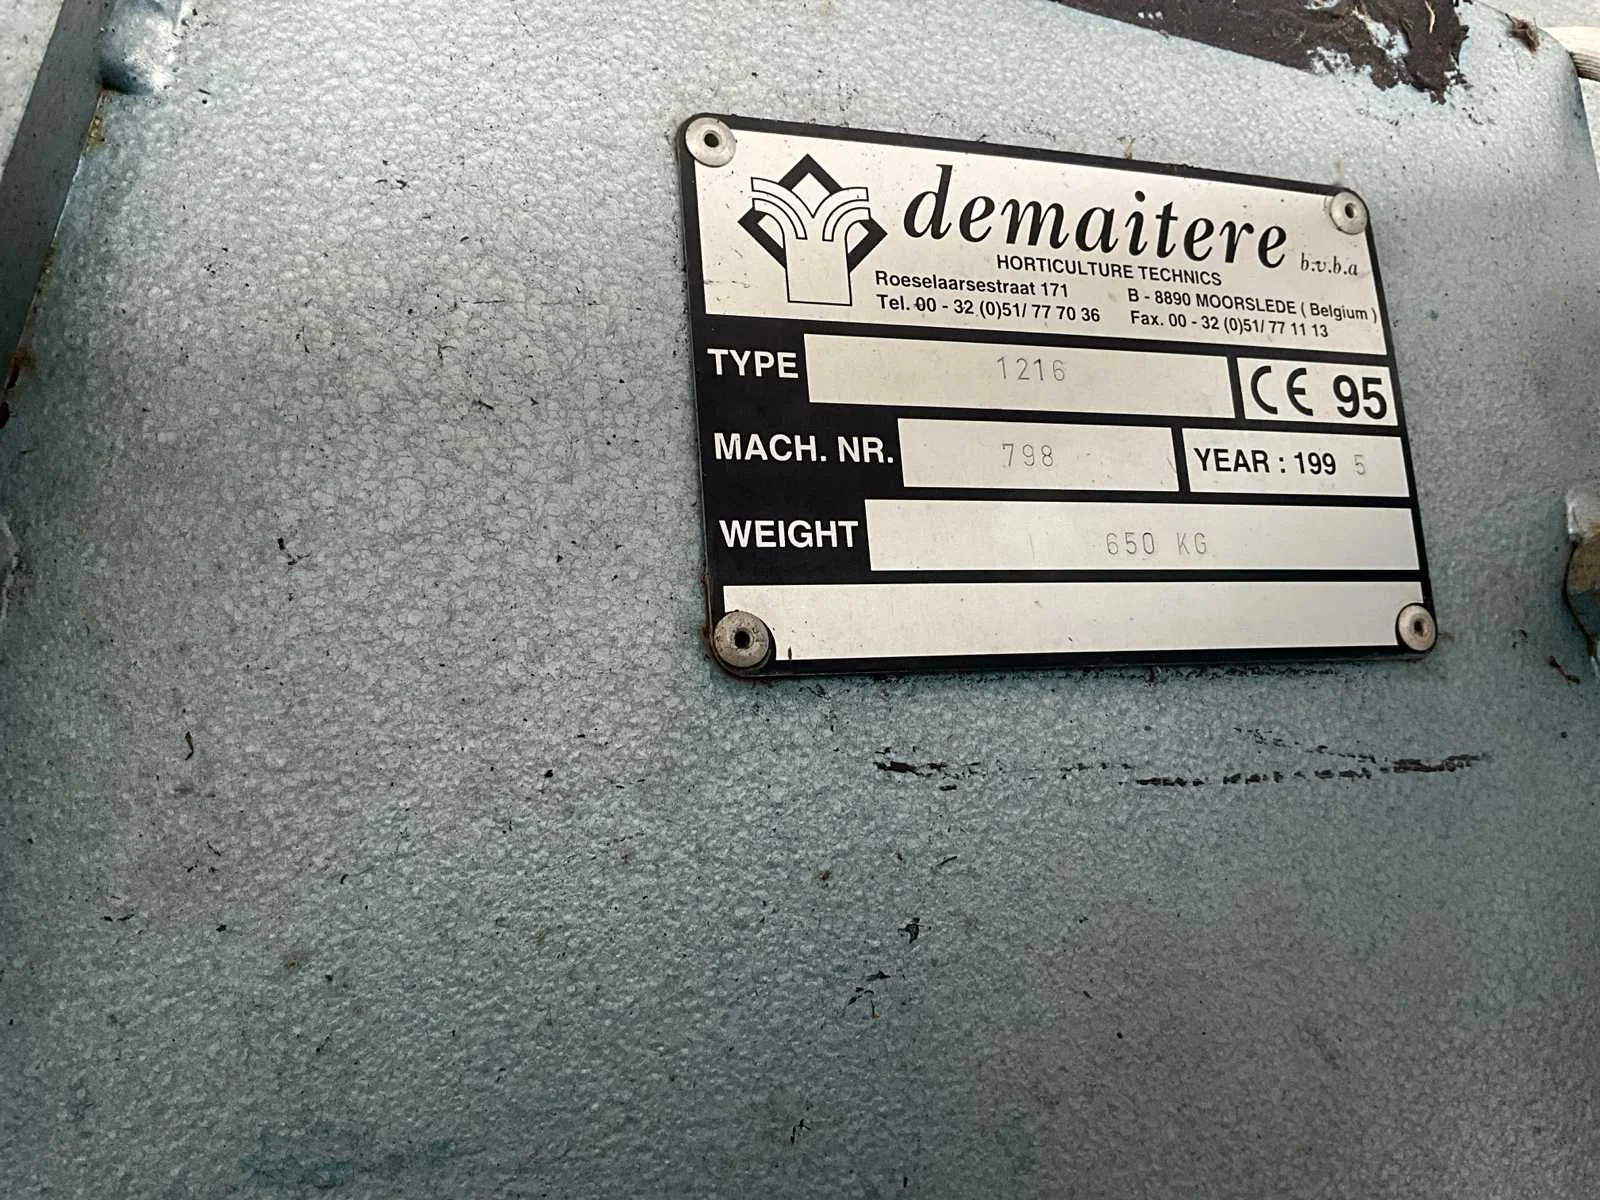 demaitere b.v.b.a
HORTICULTURE TECHNICS
Roeselaarsestraat 171 B - 8890 MOORSLEDE ( Belgium )
Tel. 00 - 32 (0)51/ 77 70 36 Fax. 00 - 32 (0)51/ 77 11 13
TYPE 1216 CE 95
MACH. NR. 798 YEAR : 199 5
WEIGHT 650 KG